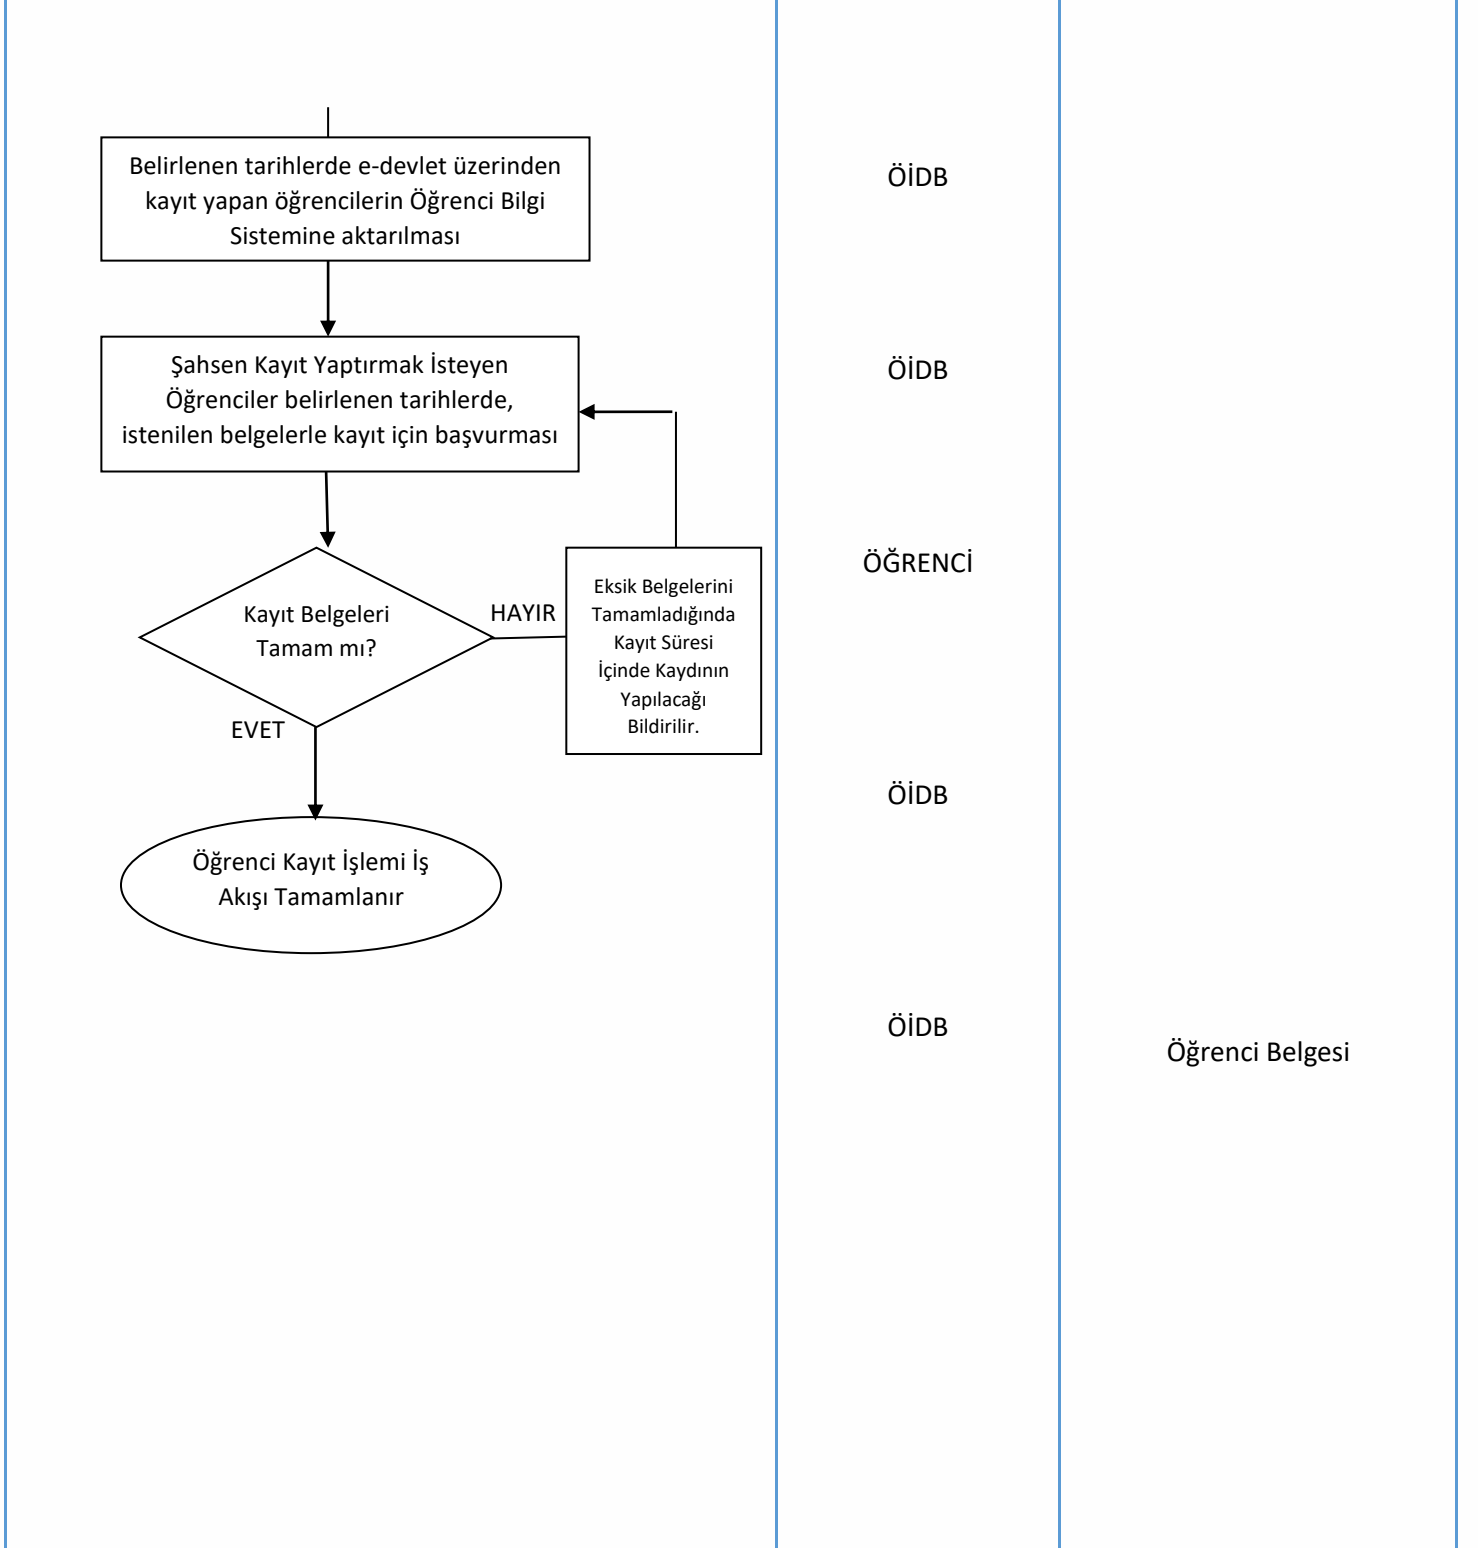 Belirlenen tarihlerde e-devlet üzerinden
kayıt yapan öğrencilerin Öğrenci Bilgi
Sistemine aktarılması
ÖİDB
Şahsen Kayıt Yaptırmak İsteyen
Öğrenciler belirlenen tarihlerde,
istenilen belgelerle kayıt için başvurması
ÖİDB
Kayıt Belgeleri
Tamam mı?
HAYIR
Eksik Belgelerini
Tamamladığında
Kayıt Süresi
İçinde Kaydının
Yapılacağı
Bildirilir.
ÖĞRENCİ
EVET
ÖİDB
Öğrenci Kayıt İşlemi İş
Akışı Tamamlanır
ÖİDB
Öğrenci Belgesi